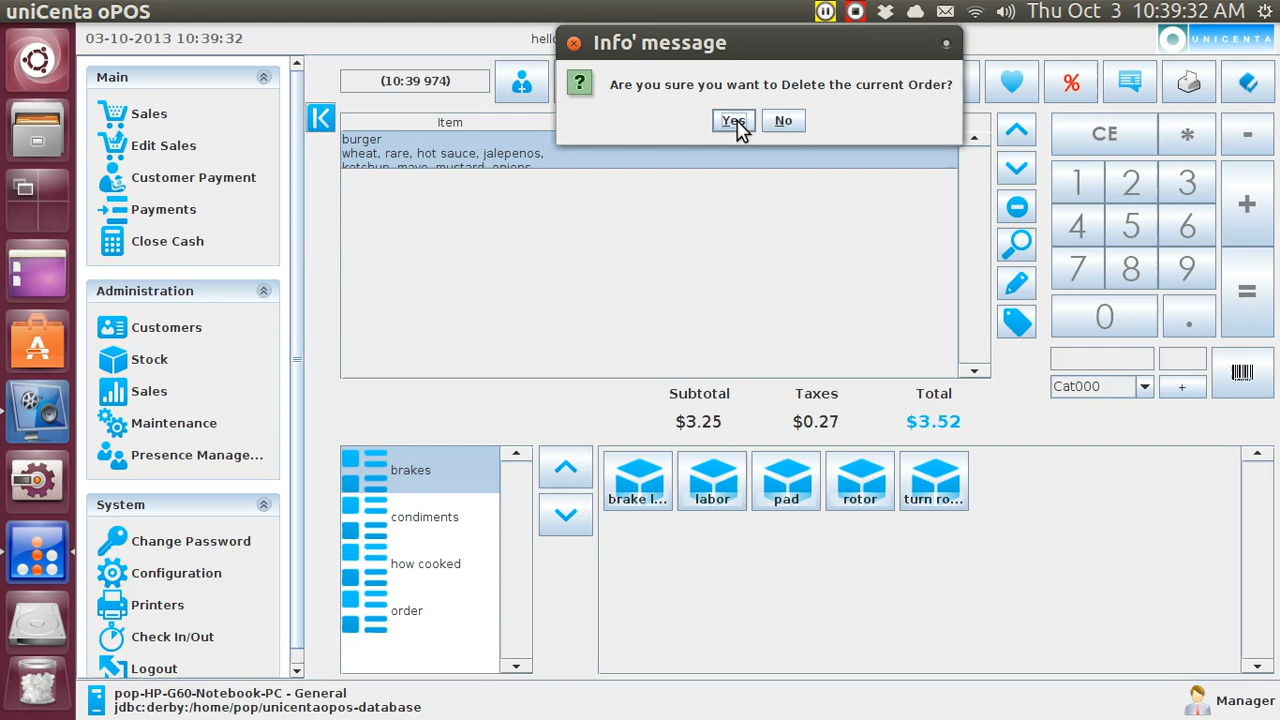 uniCenta oPOS
Thu Oct 3 10:39:32 AM
03-10-2013 10:39:32
hello
UNICENTA
Info' message
?
Are you sure you want to Delete the current Order?
Yes
No
Main
Sales
Edit Sales
Customer Payment
Payments
Close Cash
Administration
Customers
Stock
Sales
Maintenance
Presence Manage...
System
Change Password
Configuration
Printers
Check In/Out
Logout
(10:39 974)
%
Item
burger
wheat, rare, hot sauce, jalepenos,
ketchup, mayo, mustard, onions
CE * -
1 2 3 +
4 5 6
7 8 9 =
0 .
Cat000
+
Subtotal Taxes Total
$3.25 $0.27 $3.52
brakes
condiments
how cooked
order
brake l... labor pad rotor turn ro...
pop-HP-G60-Notebook-PC - General
jdbc:derby:/home/pop/unicentaopos-database
Manager